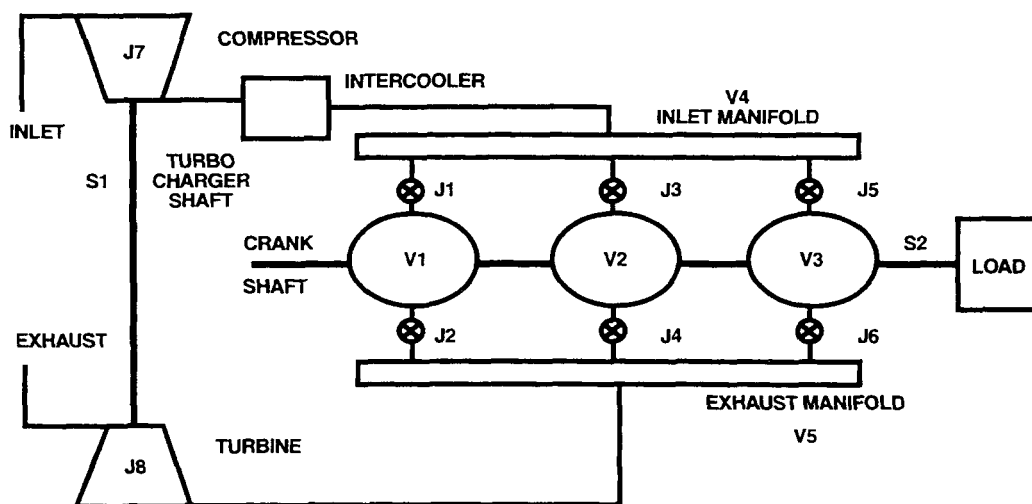 J7
COMPRESSOR
INTERCOOLER
INLET
V4
INLET MANIFOLD
S1
TURBO
CHARGER
SHAFT
J1
J3
J5
CRANK
SHAFT
V1
V2
V3
S2
LOAD
J2
J4
J6
EXHAUST
EXHAUST MANIFOLD
V5
TURBINE
J8